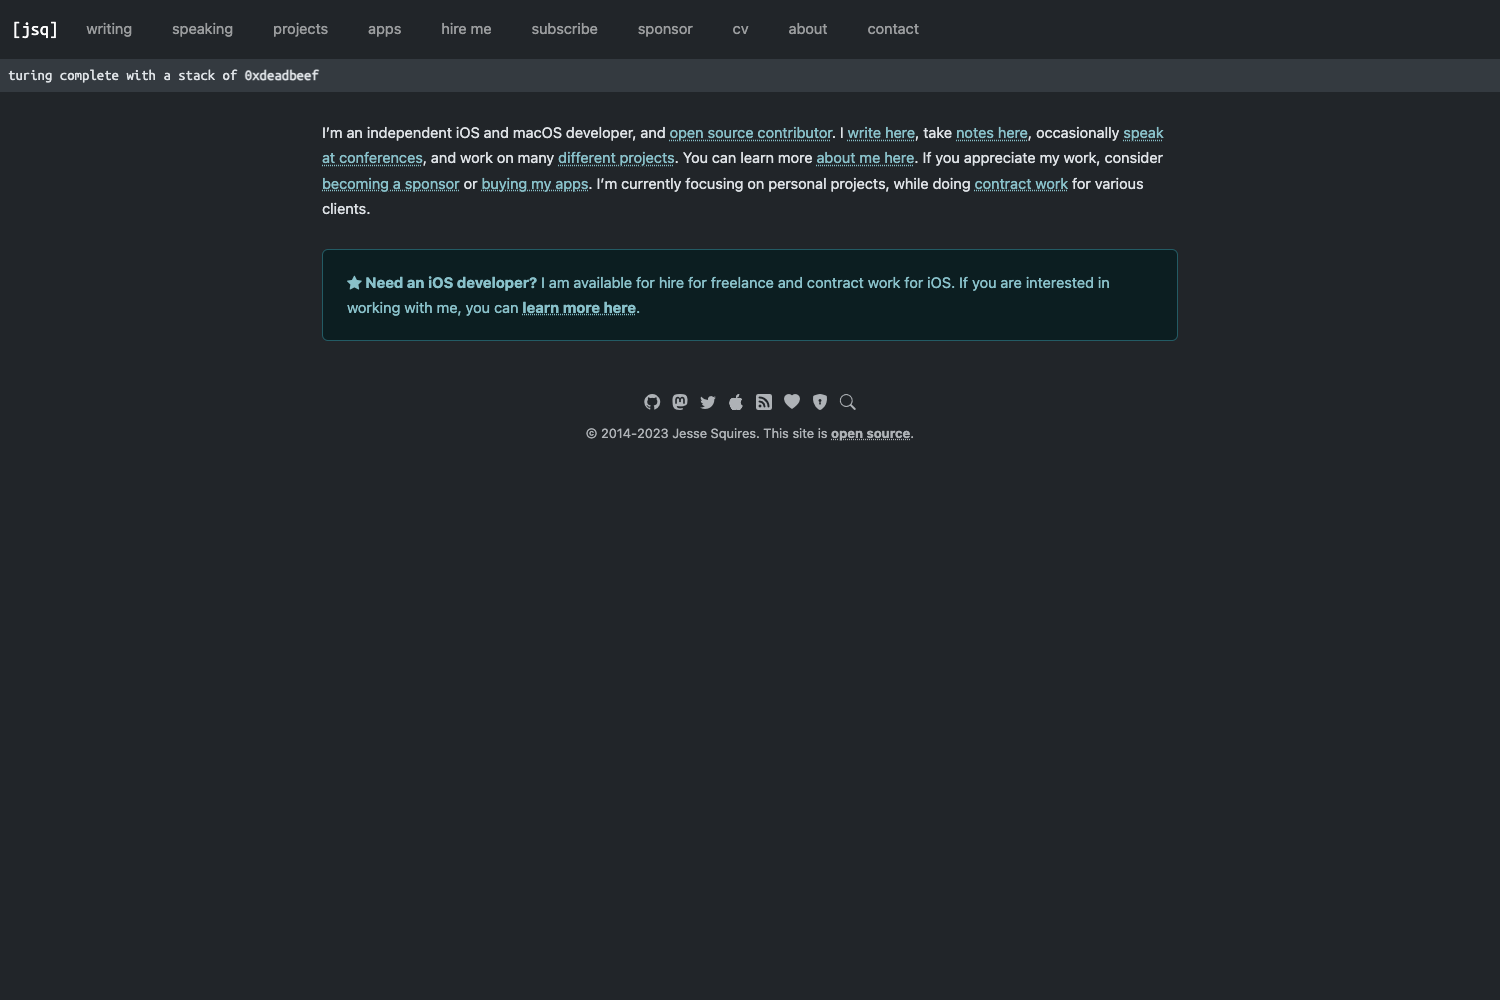 [jsq] writing speaking projects apps hire me subscribe sponsor cv about contact
turing complete with a stack of 0xdeadbeef
I’m an independent iOS and macOS developer, and open source contributor. I write here, take notes here, occasionally speak
at conferences, and work on many different projects. You can learn more about me here. If you appreciate my work, consider
becoming a sponsor or buying my apps. I’m currently focusing on personal projects, while doing contract work for various
clients.
Need an iOS developer? I am available for hire for freelance and contract work for iOS. If you are interested in
working with me, you can learn more here.
© 2014-2023 Jesse Squires. This site is open source.